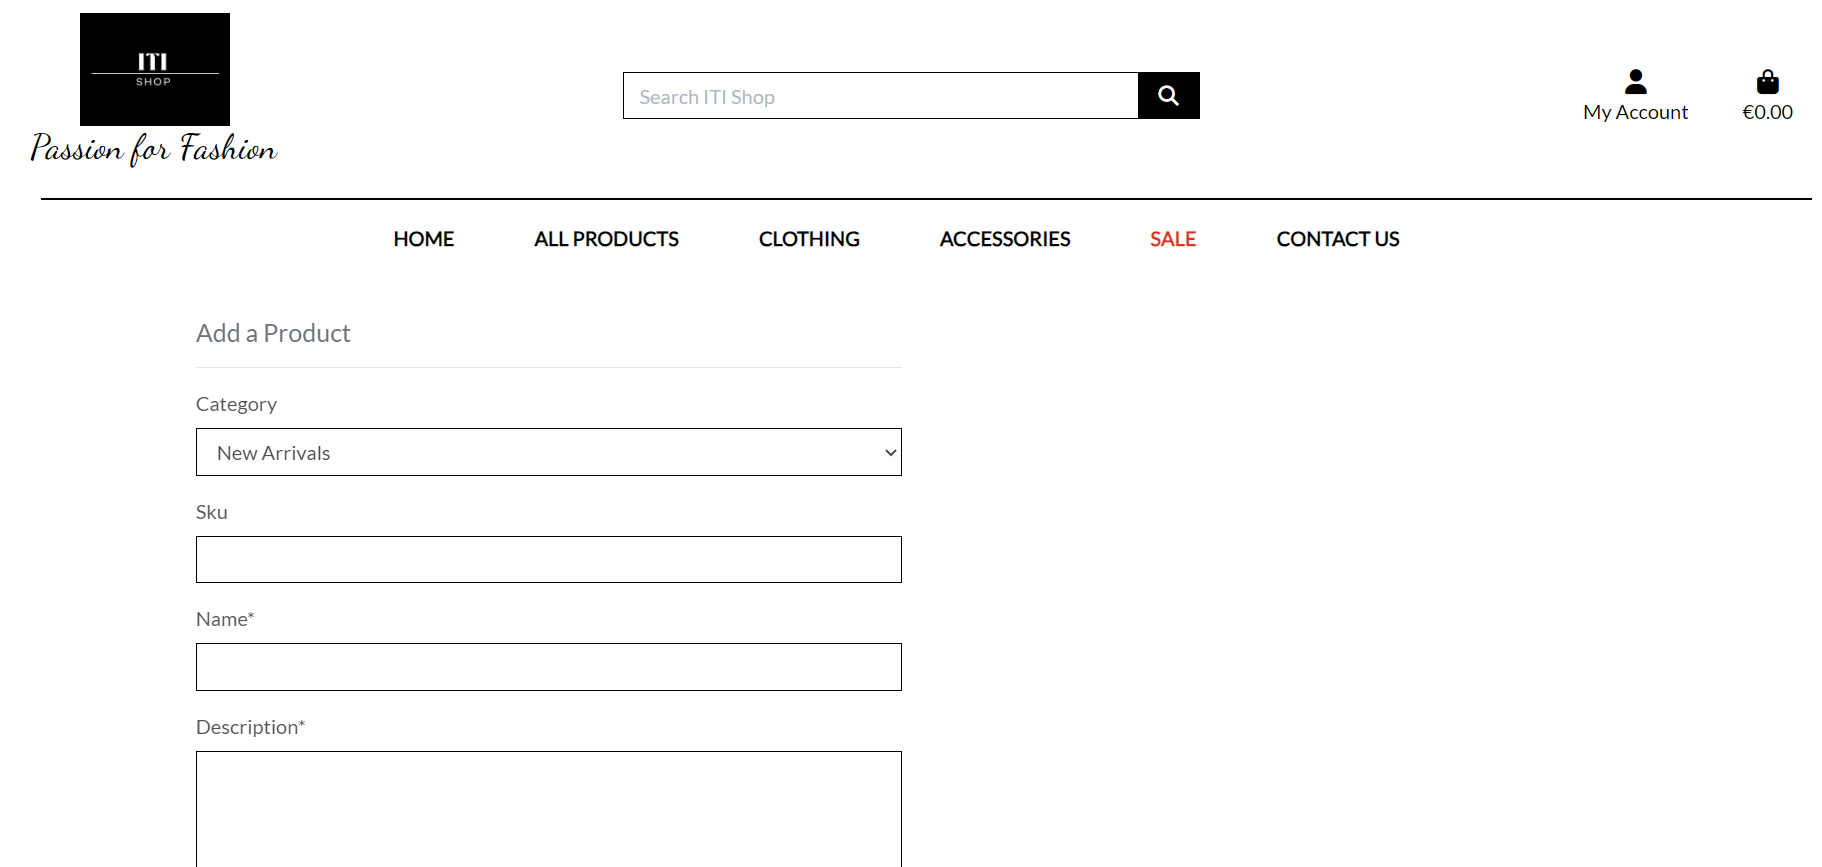 ITI
SHOP
Passion for Fashion
Search ITI Shop
My Account
€0.00
HOME
ALL PRODUCTS
CLOTHING
ACCESSORIES
SALE
CONTACT US
Add a Product
Category
New Arrivals
Sku
Name*
Description*